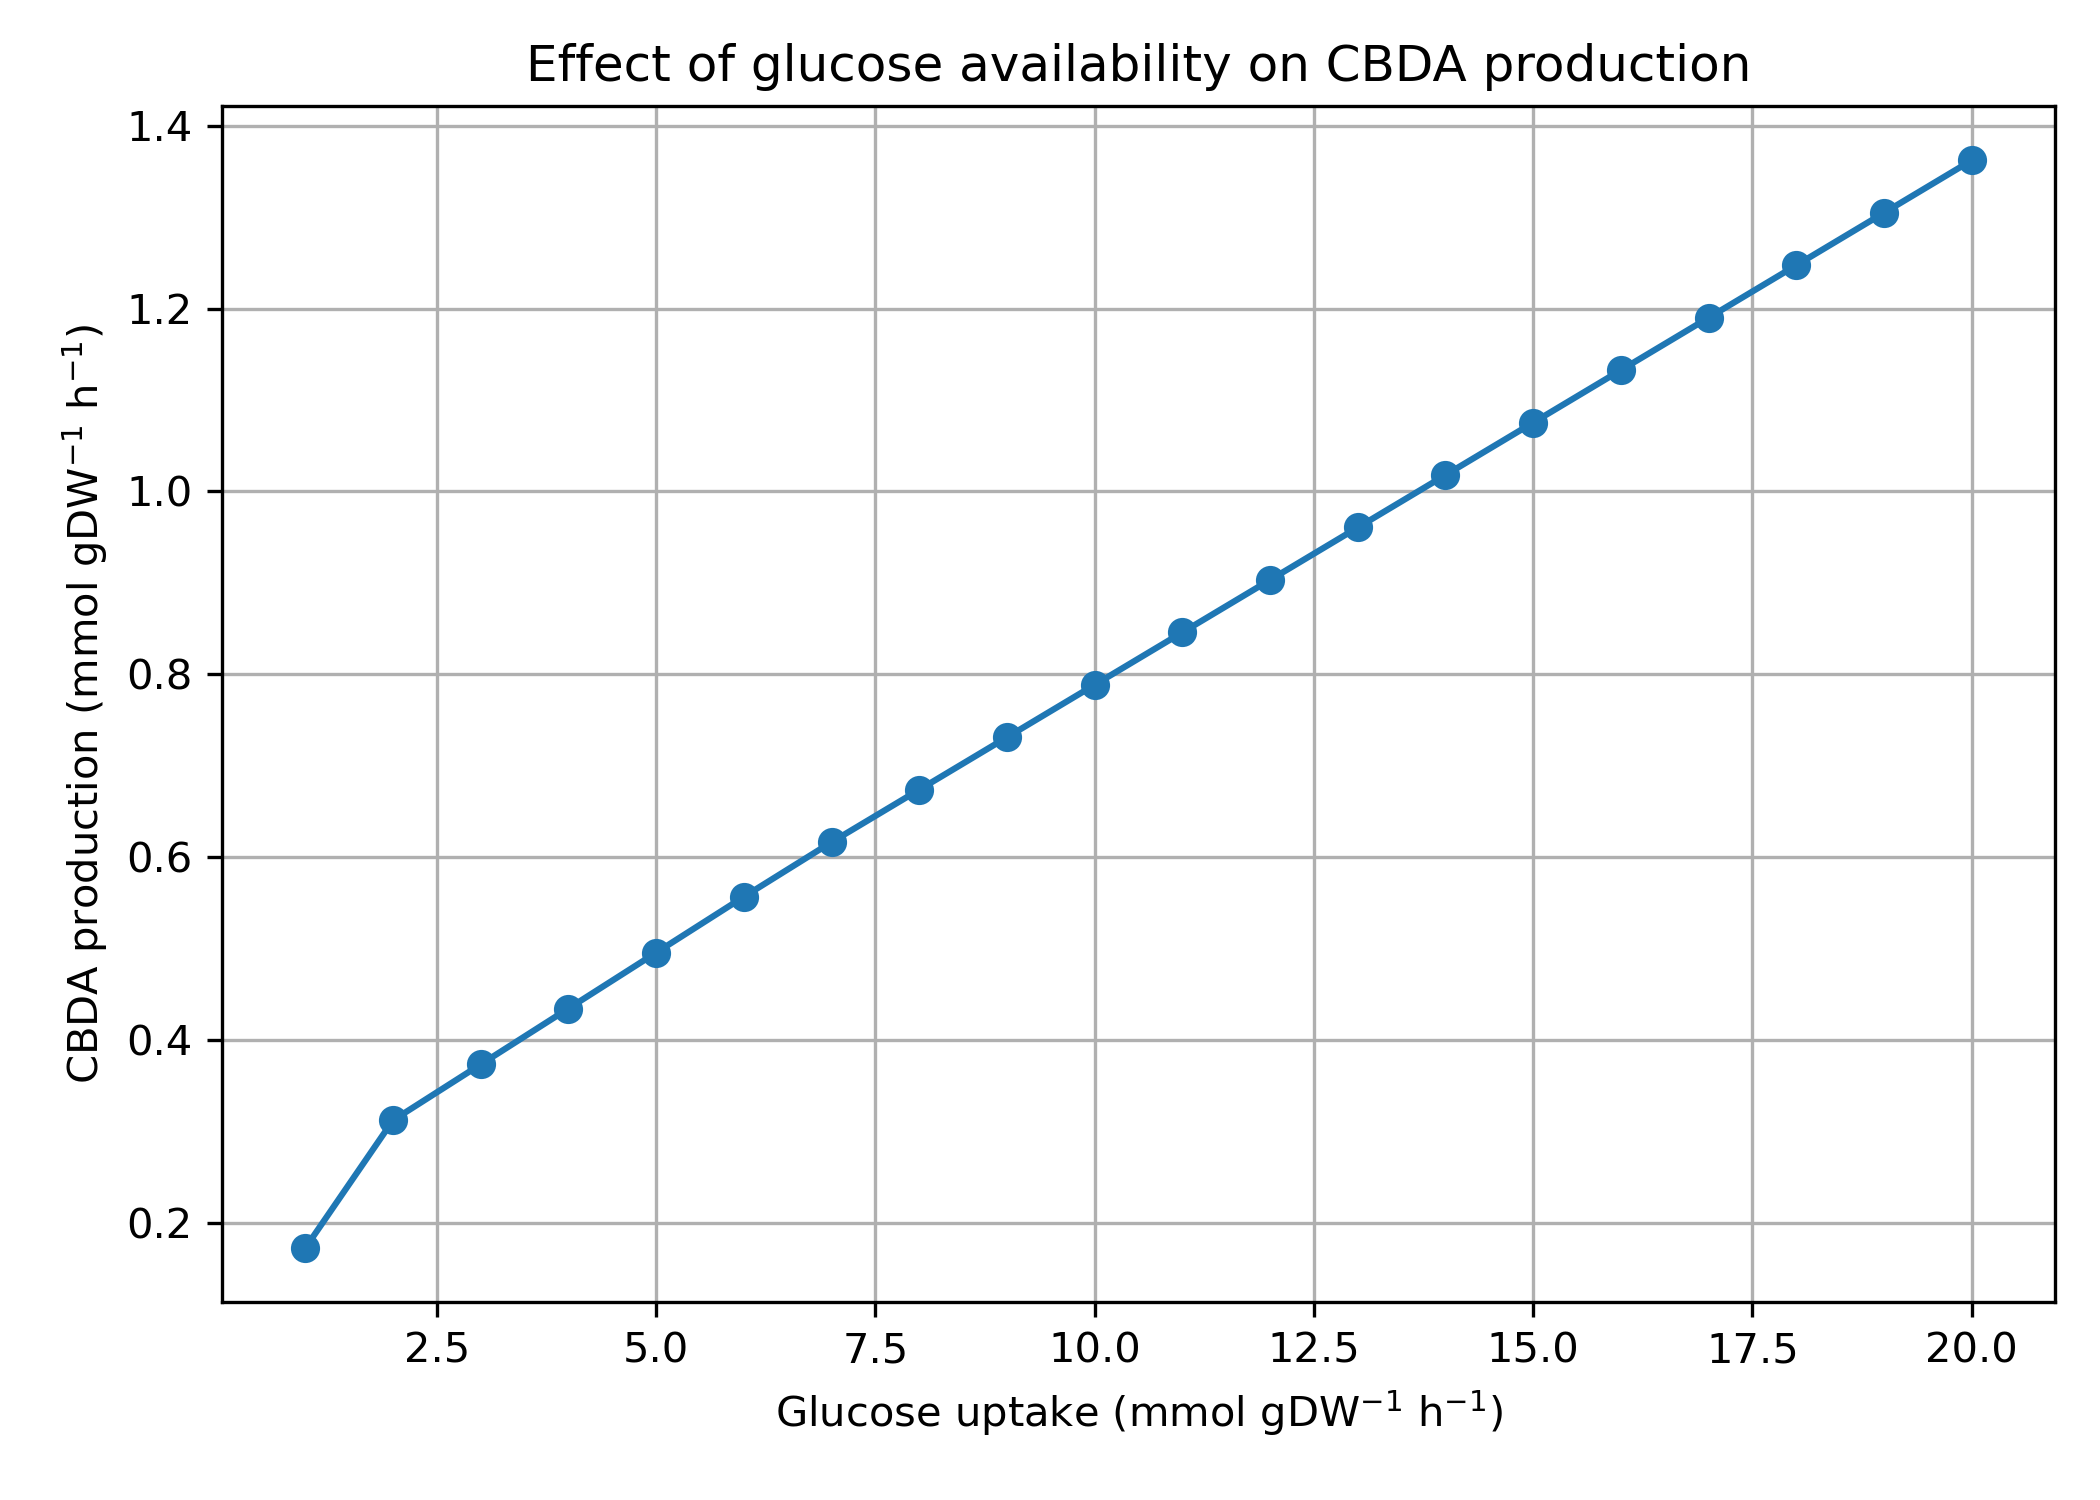 Effect of glucose availability on CBDA production
1.4
1.2
1.0
0.8
0.6
0.4
0.2
CBDA production (mmol gDW⁻¹ h⁻¹)
2.5 5.0 7.5 10.0 12.5 15.0 17.5 20.0
Glucose uptake (mmol gDW⁻¹ h⁻¹)